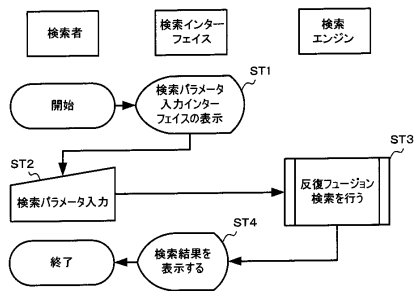 検索者
検索インター
フェイス
検索
エンジン
ST1
開始
検索パラメータ
入力インター
フェイスの表示
ST2
ST3
検索パラメータ入力
反復フュージョン
検索を行う
ST4
終了
検索結果を
表示する